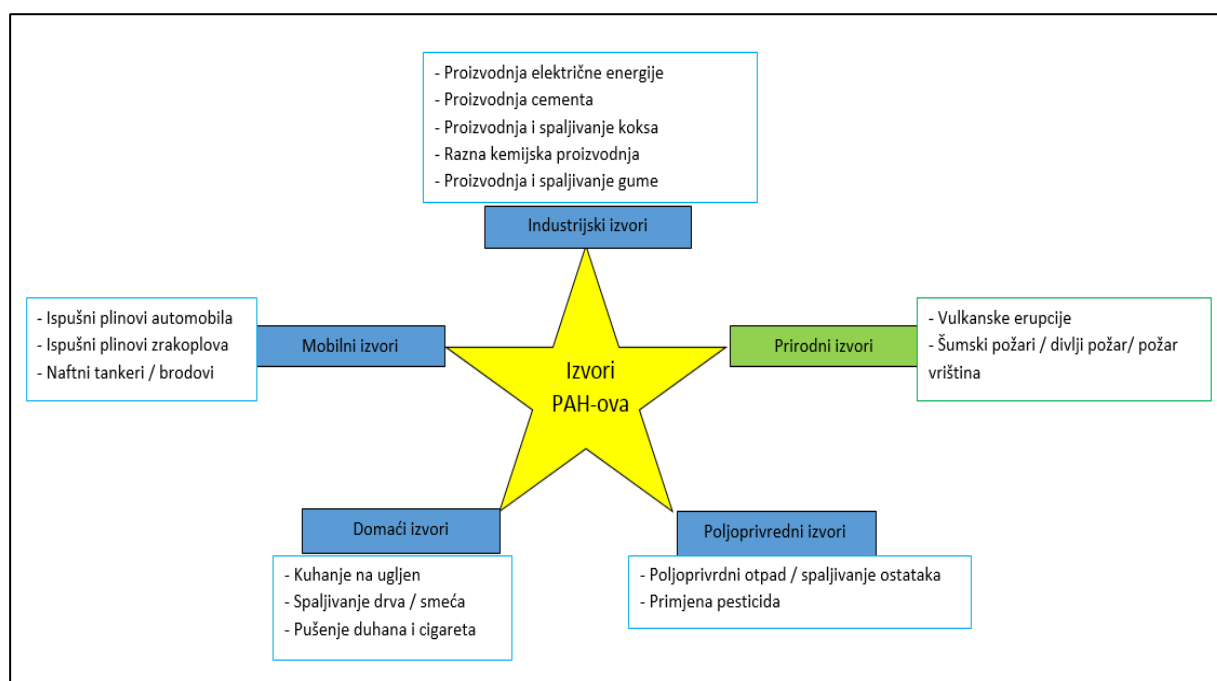 - Proizvodnja električne energije
- Proizvodnja cementa
- Proizvodnja i spaljivanje koksa
- Razna kemijska proizvodnja
- Proizvodnja i spaljivanje gume
Industrijski izvori
- Ispušni plinovi automobila
- Ispušni plinovi zrakoplova
- Naftni tankeri / brodovi
Mobilni izvori
Izvori
PAH-ova
Prirodni izvori
- Vulkanske erupcije
- Šumski požari / divlji požar/ požar
vriština
Domaći izvori
- Kuhanje na ugljen
- Spaljivanje drva / smeća
- Pušenje duhana i cigareta
Poljoprivredni izvori
- Poljoprivrdni otpad / spaljivanje ostataka
- Primjena pesticida